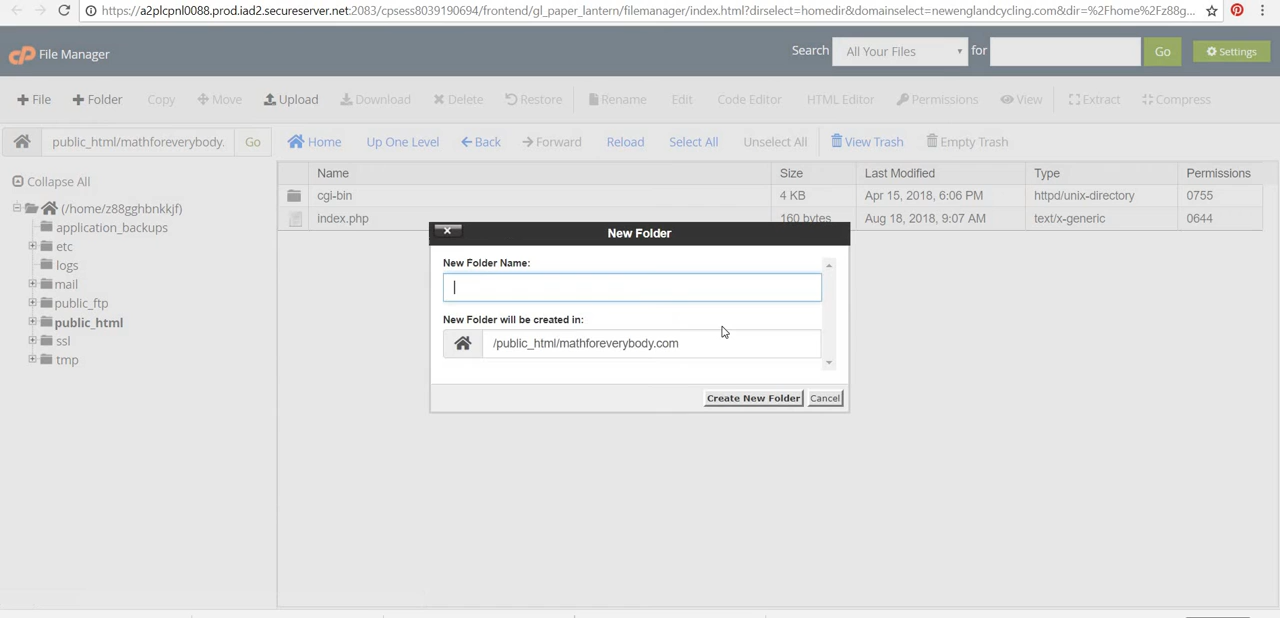 https://a2plcpnl0088.prod.iad2.secureserver.net:2083/cpsess8039190694/frontend/gl_paper_lantern/filemanager/index.html?dirselect=homedir&domainselect=newenglandcycling.com&dir=%2Fhome%2Fz88g...
cP File Manager Search All Your Files for Go Settings
File Folder Copy Move Upload Download Delete Restore Rename Edit Code Editor HTML Editor Permissions View Extract Compress
public_html/mathforeverybody. Go Home Up One Level Back Forward Reload Select All Unselect All View Trash Empty Trash
Collapse All
(/home/z88gghbnkkjf)
application_backups
etc
logs
mail
public_ftp
public_html
ssl
tmp
Name Size Last Modified Type Permissions
cgi-bin 4 KB Apr 15, 2018, 6:06 PM httpd/unix-directory 0755
index.php 160 bytes Aug 18, 2018, 9:07 AM text/x-generic 0644
New Folder
New Folder Name:
New Folder will be created in:
/public_html/mathforeverybody.com
Create New Folder Cancel